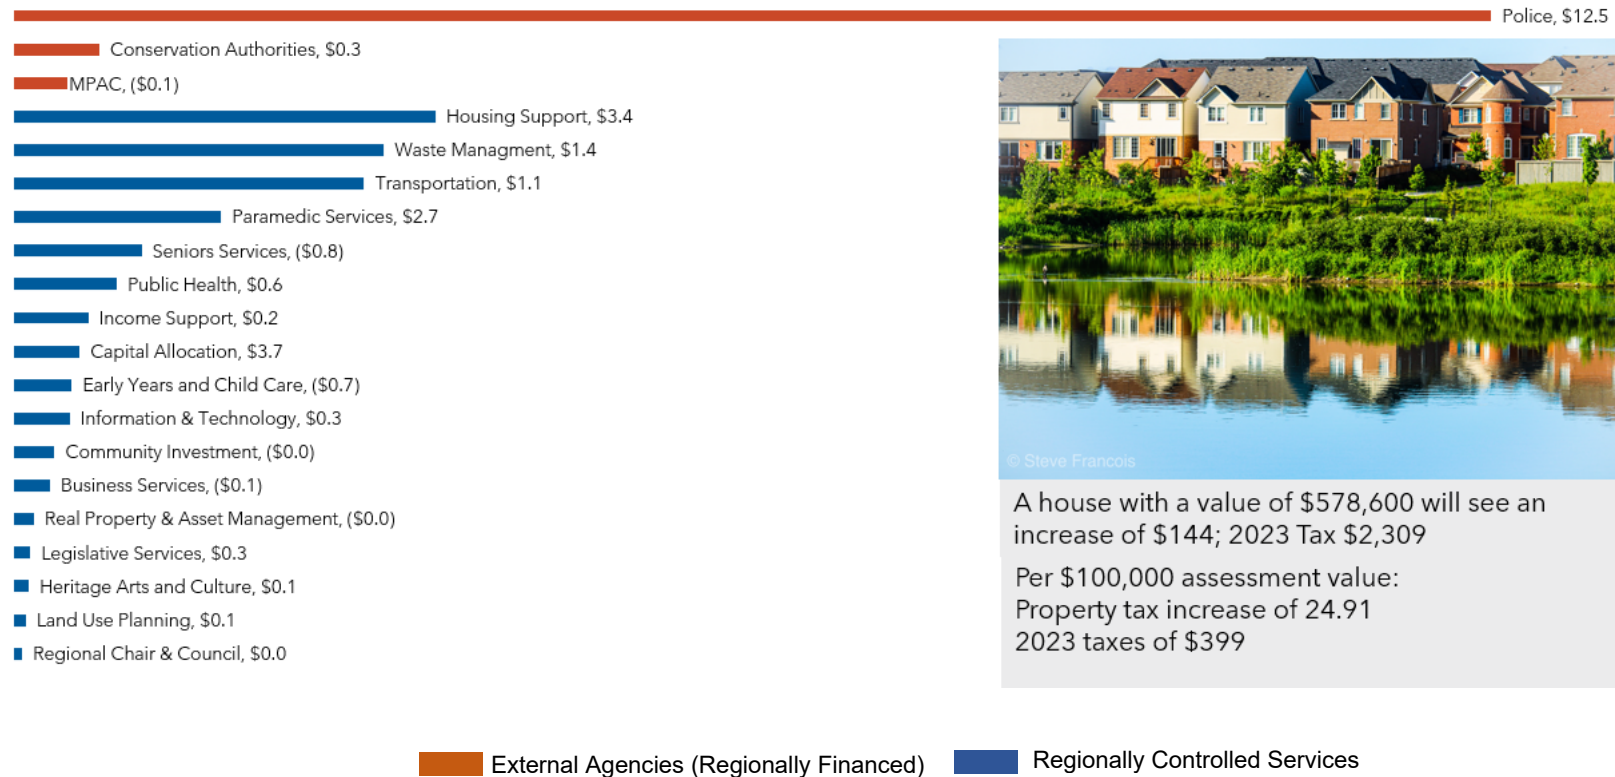 Police, $12.5
Conservation Authorities, $0.3
MPAC, ($0.1)
Housing Support, $3.4
Waste Managment, $1.4
Transportation, $1.1
Paramedic Services, $2.7
Seniors Services, ($0.8)
Public Health, $0.6
Income Support, $0.2
Capital Allocation, $3.7
Early Years and Child Care, ($0.7)
Information & Technology, $0.3
Community Investment, ($0.0)
Business Services, ($0.1)
Real Property & Asset Management, ($0.0)
Legislative Services, $0.3
Heritage Arts and Culture, $0.1
Land Use Planning, $0.1
Regional Chair & Council, $0.0
© Steve Francois
A house with a value of $578,600 will see an
increase of $144; 2023 Tax $2,309
Per $100,000 assessment value:
Property tax increase of 24.91
2023 taxes of $399
External Agencies (Regionally Financed)
Regionally Controlled Services